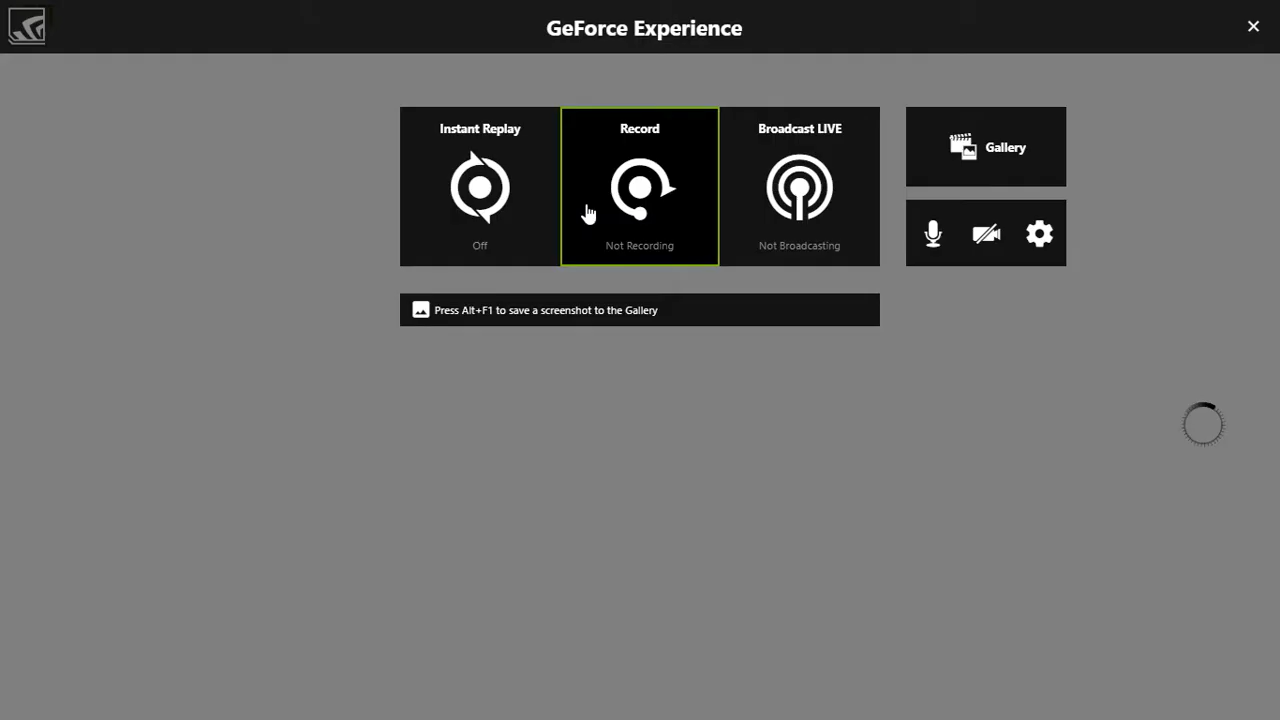 GeForce Experience
Instant Replay
Off
Record
Not Recording
Broadcast LIVE
Not Broadcasting
Gallery
Press Alt+F1 to save a screenshot to the Gallery